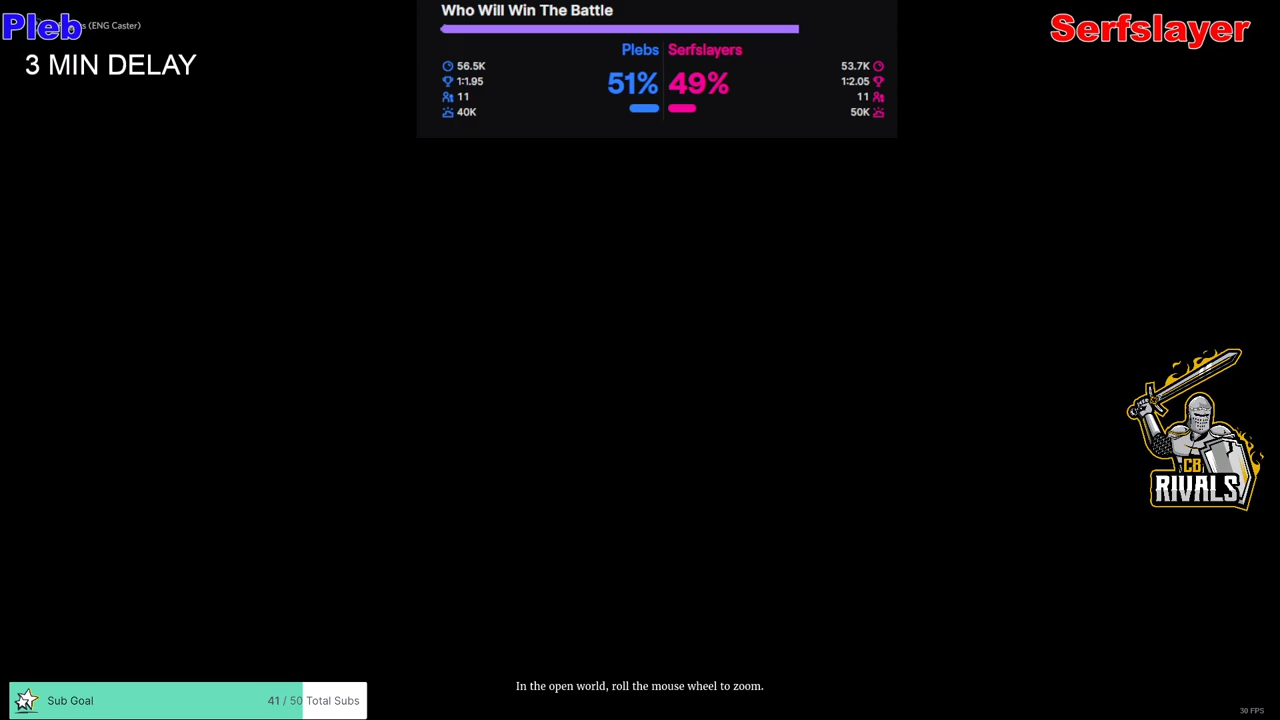 Who Will Win The Battle
Pleb
s (ENG Caster)
Serfslayer
3 MIN DELAY
Plebs Serfslayers
56.5K
1:1.95
11
40K
51% 49%
53.7K
1:2.05
11
50K
CB
RIVALS
Sub Goal 41 / 50 Total Subs
In the open world, roll the mouse wheel to zoom.
30 FPS